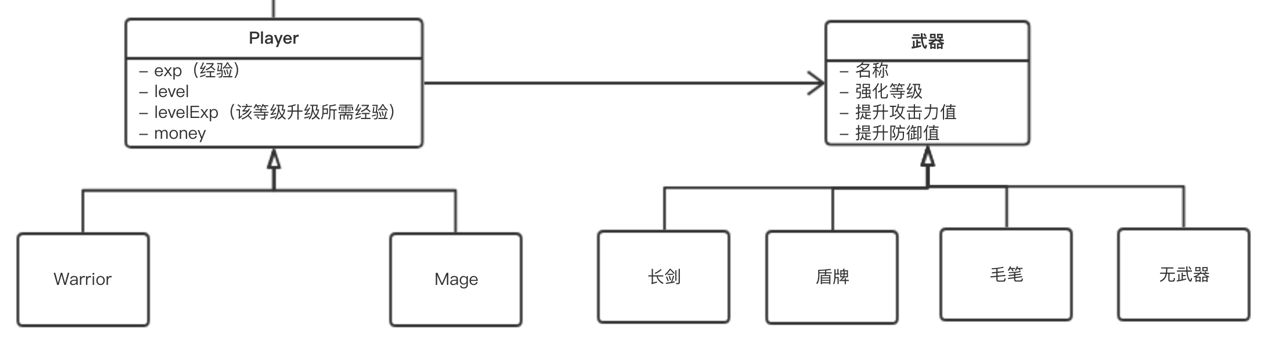 Player
– exp（经验）
– level
– levelExp（该等级升级所需经验）
– money
武器
– 名称
– 强化等级
– 提升攻击力值
– 提升防御值
Warrior
Mage
长剑
盾牌
毛笔
无武器